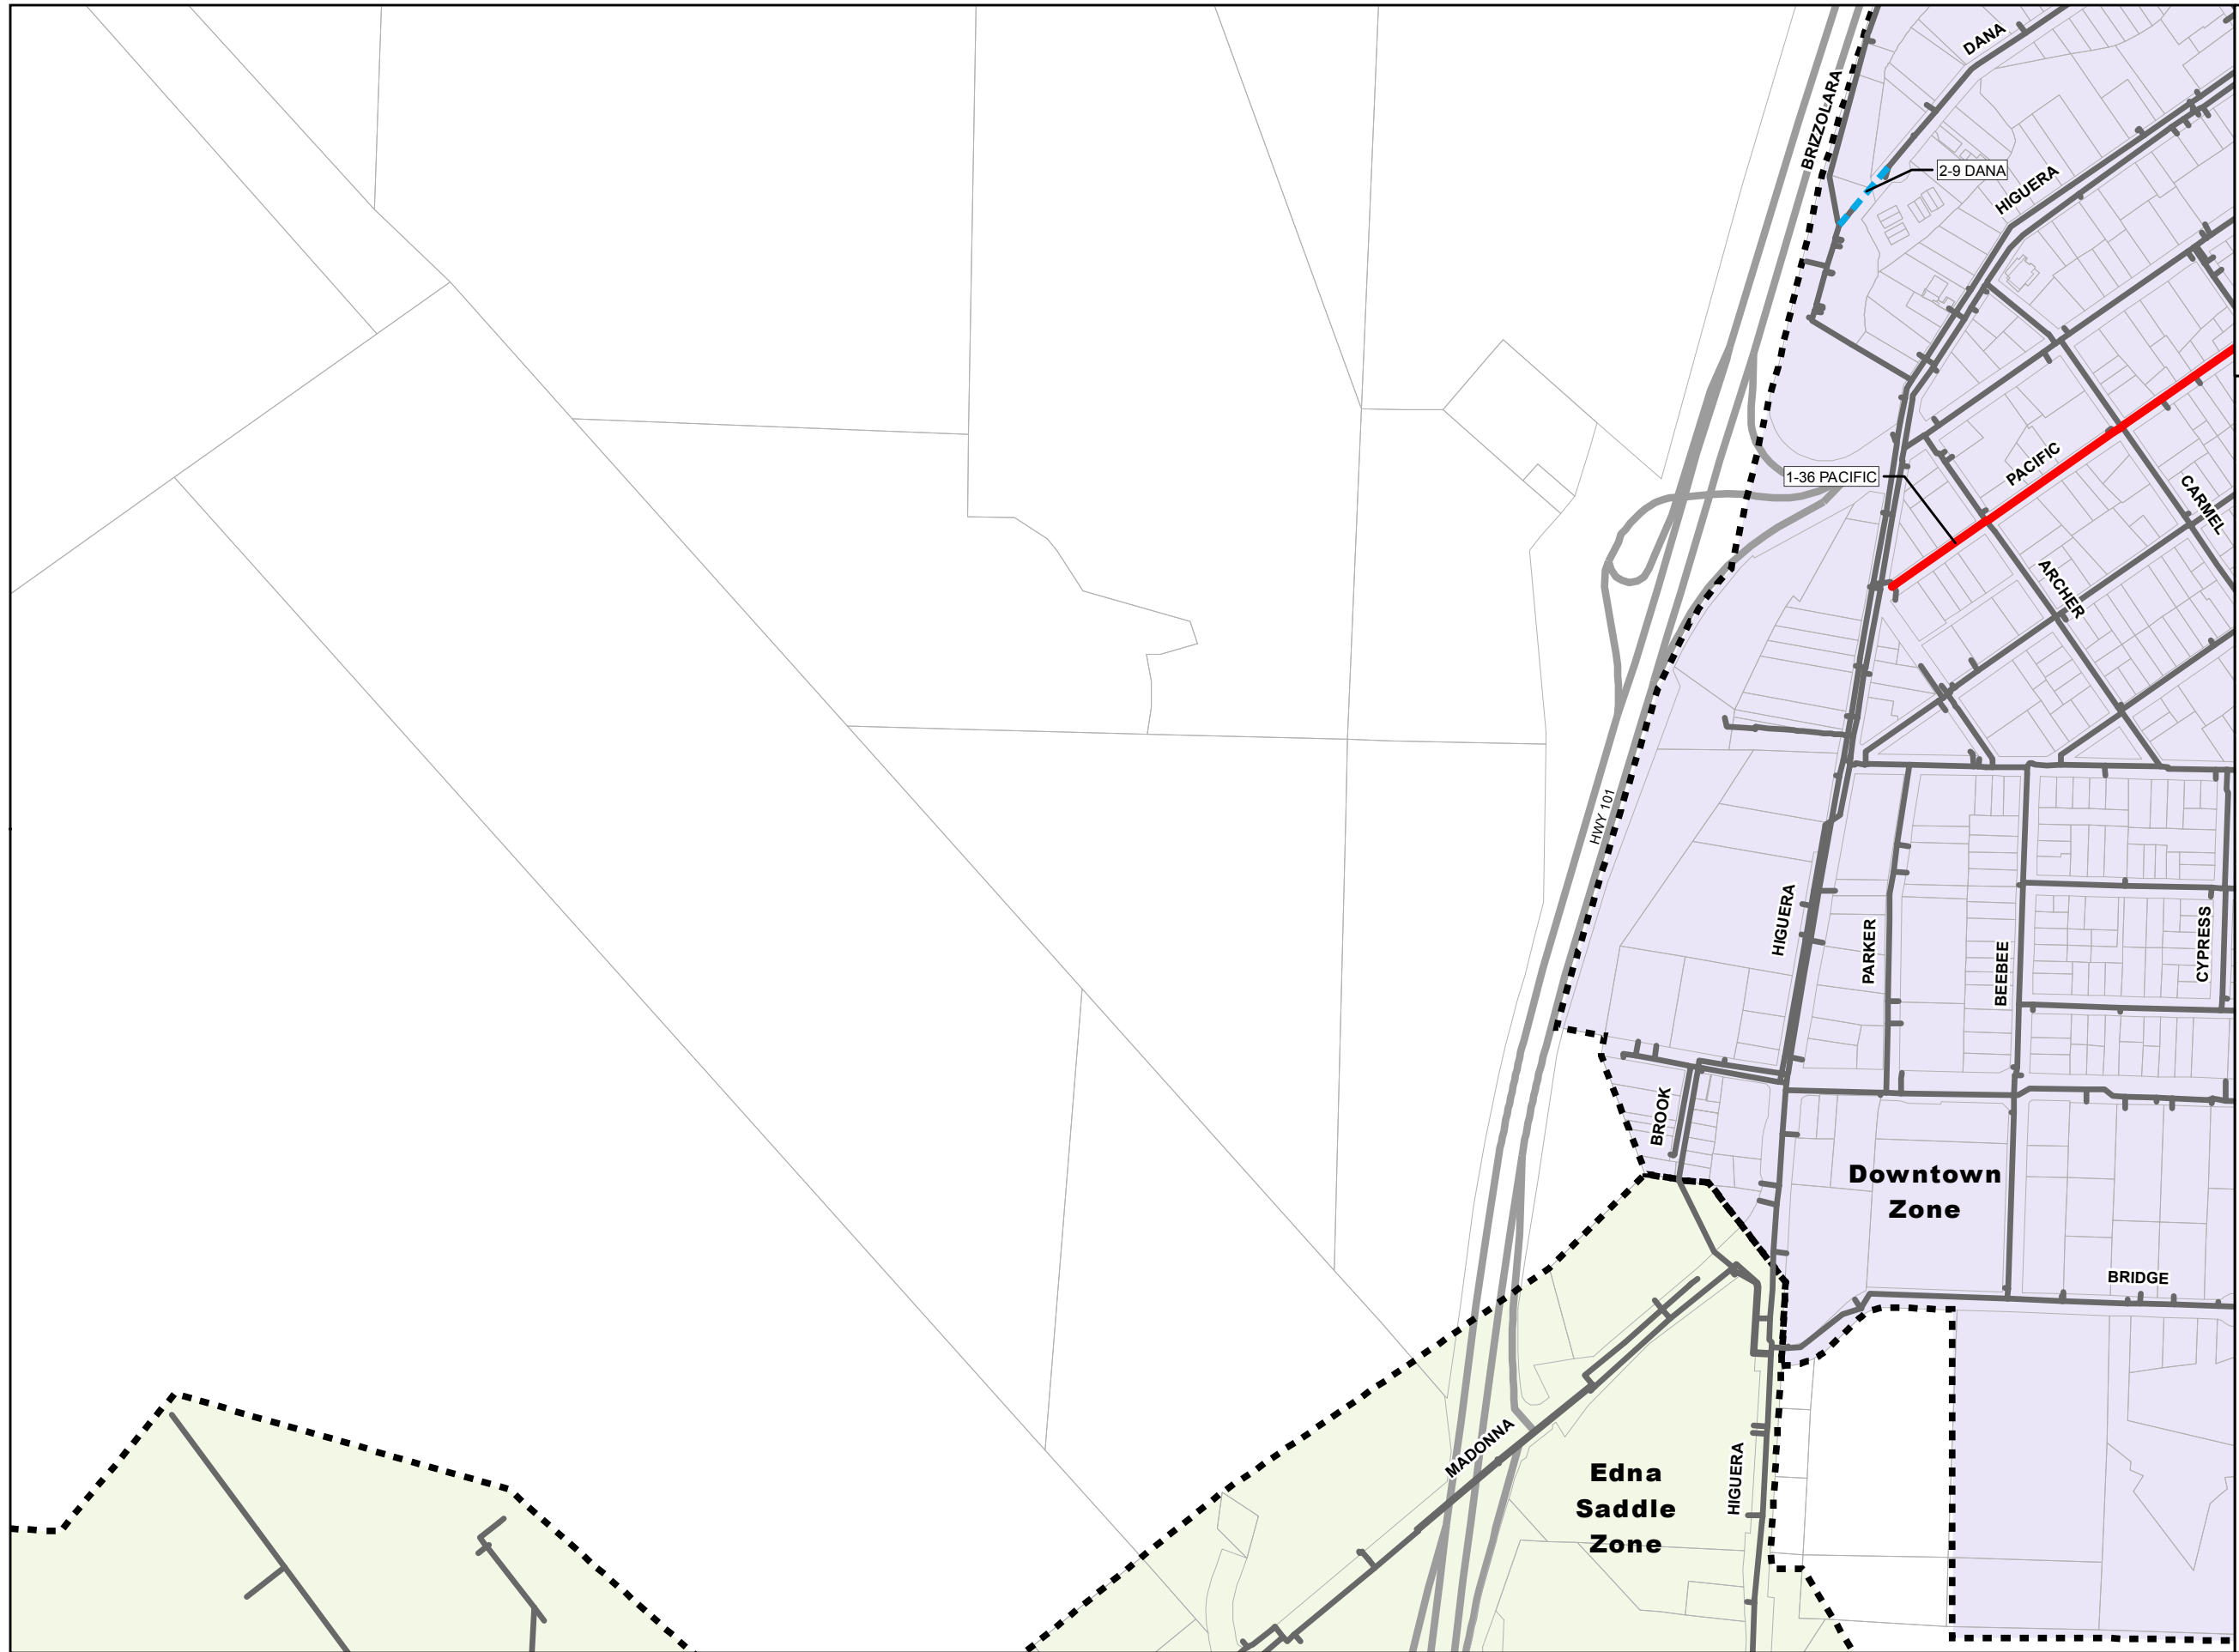 DANA
BRIZZOLARA
2-9 DANA
HIGUERA
1-36 PACIFIC
PACIFIC
CARMEL
ARCHER
HWY 101
HIGUERA
PARKER
BEEBEE
CYPRESS
BROOK
Downtown
Zone
BRIDGE
MADONNA
HIGUERA
Edna
Saddle
Zone